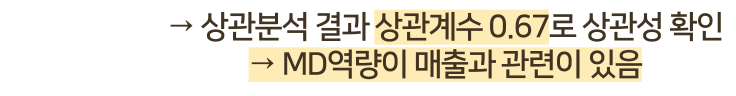 → 상관분석 결과 상관계수 0.67로 상관성 확인
→ MD역량이 매출과 관련이 있음